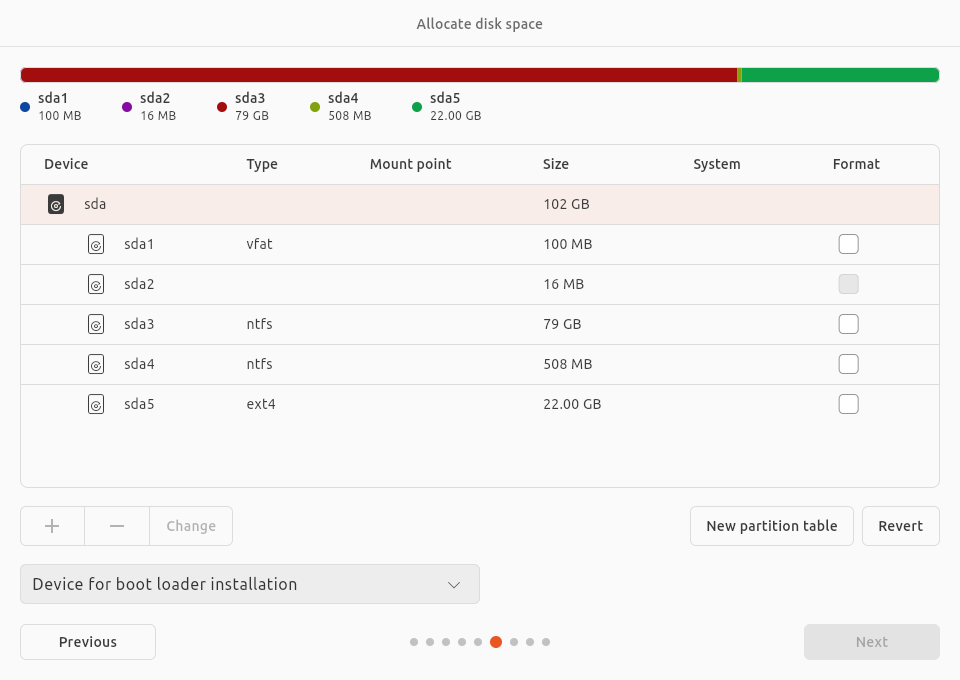 Allocate disk space
sda1 sda2 sda3 sda4 sda5
100 MB 16 MB 79 GB 508 MB 22.00 GB
Device Type Mount point Size System Format
sda 102 GB
sda1 vfat 100 MB
sda2 16 MB
sda3 ntfs 79 GB
sda4 ntfs 508 MB
sda5 ext4 22.00 GB
Change New partition table Revert
Device for boot loader installation
Previous Next